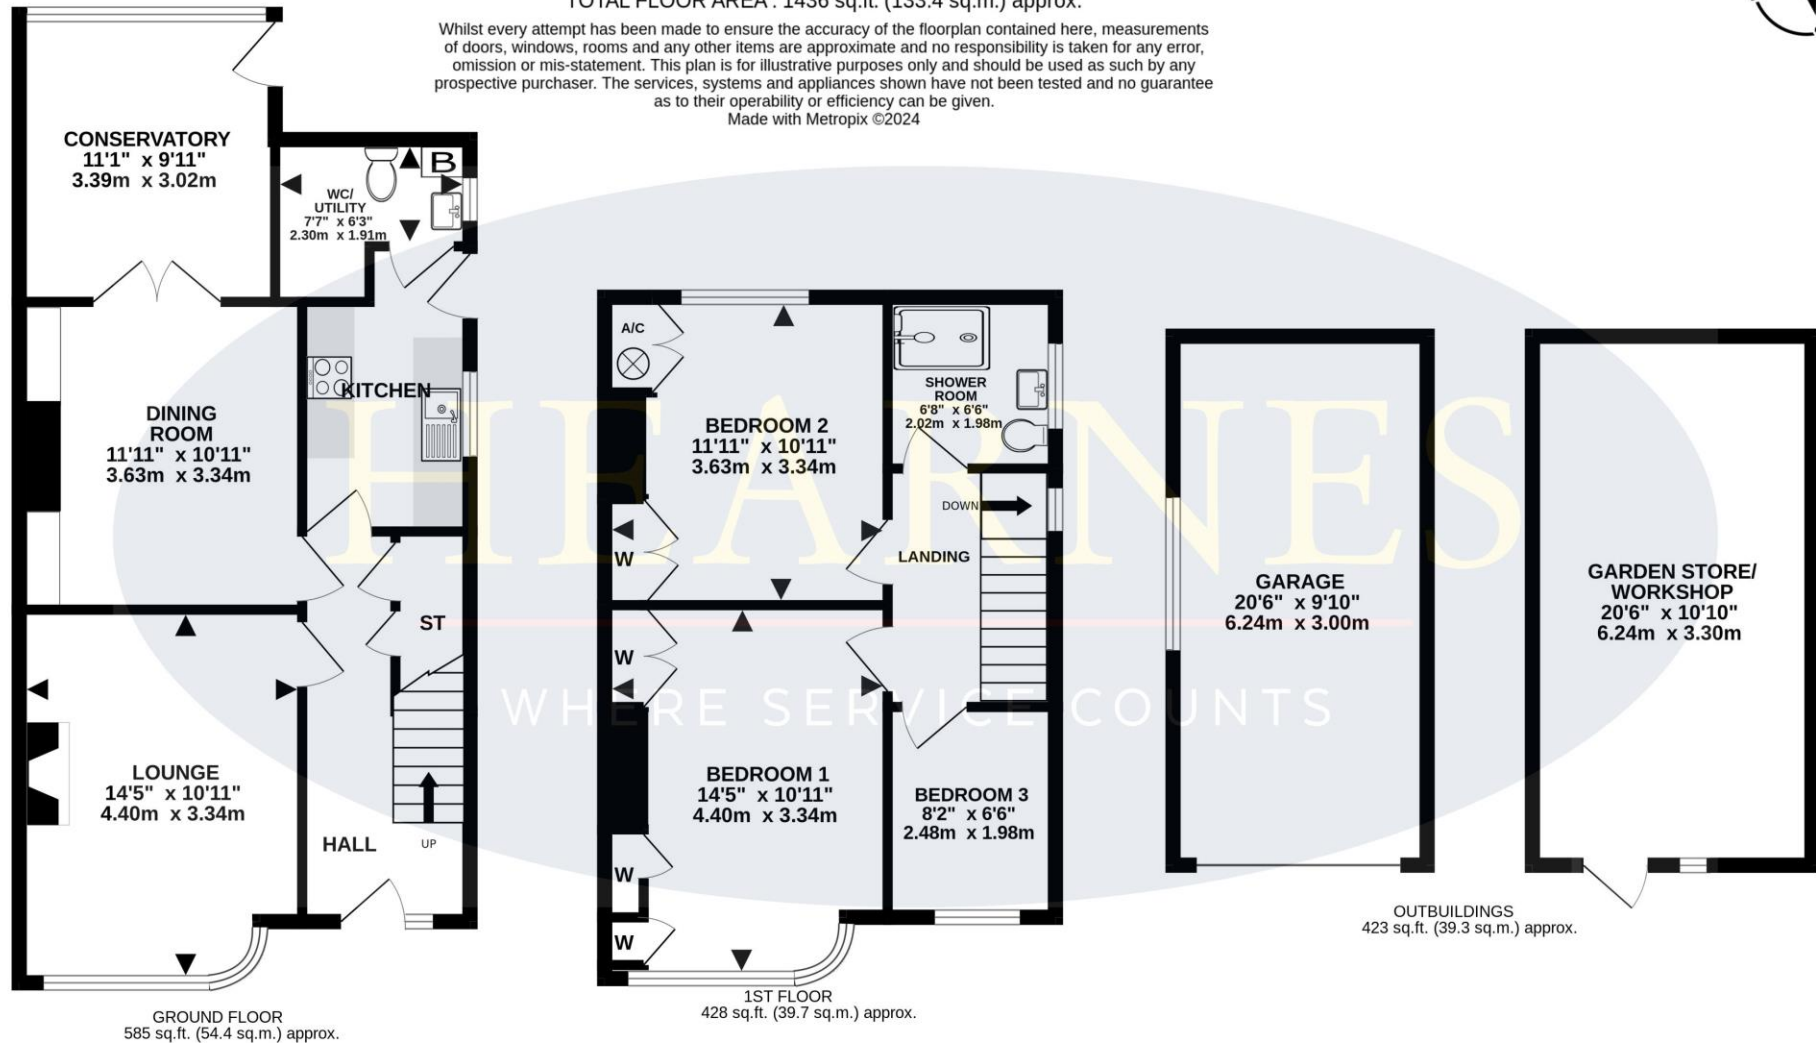 TOTAL FLOOR AREA : 1436 sq.ft. (133.4 sq.m.) approx.
Whilst every attempt has been made to ensure the accuracy of the floorplan contained here, measurements
of doors, windows, rooms and any other items are approximate and no responsibility is taken for any error,
omission or mis-statement. This plan is for illustrative purposes only and should be used as such by any
prospective purchaser. The services, systems and appliances shown have not been tested and no guarantee
as to their operability or efficiency can be given.
Made with Metropix ©2024
CONSERVATORY
11'1" x 9'11"
3.39m x 3.02m
B
WC/
UTILITY
7'7" x 6'3"
2.30m x 1.91m
KITCHEN
DINING
ROOM
11'11" x 10'11"
3.63m x 3.34m
ST
LOUNGE
14'5" x 10'11"
4.40m x 3.34m
HALL
UP
GROUND FLOOR
585 sq.ft. (54.4 sq.m.) approx.
A/C
SHOWER
ROOM
6'8" x 6'6"
2.02m x 1.98m
BEDROOM 2
11'11" x 10'11"
3.63m x 3.34m
DOWN
LANDING
W
W
BEDROOM 1
14'5" x 10'11"
4.40m x 3.34m
BEDROOM 3
8'2" x 6'6"
2.48m x 1.98m
W
W
1ST FLOOR
428 sq.ft. (39.7 sq.m.) approx.
GARAGE
20'6" x 9'10"
6.24m x 3.00m
GARDEN STORE/
WORKSHOP
20'6" x 10'10"
6.24m x 3.30m
OUTBUILDINGS
423 sq.ft. (39.3 sq.m.) approx.
HEARNES
WHERE SERVICE COUNTS